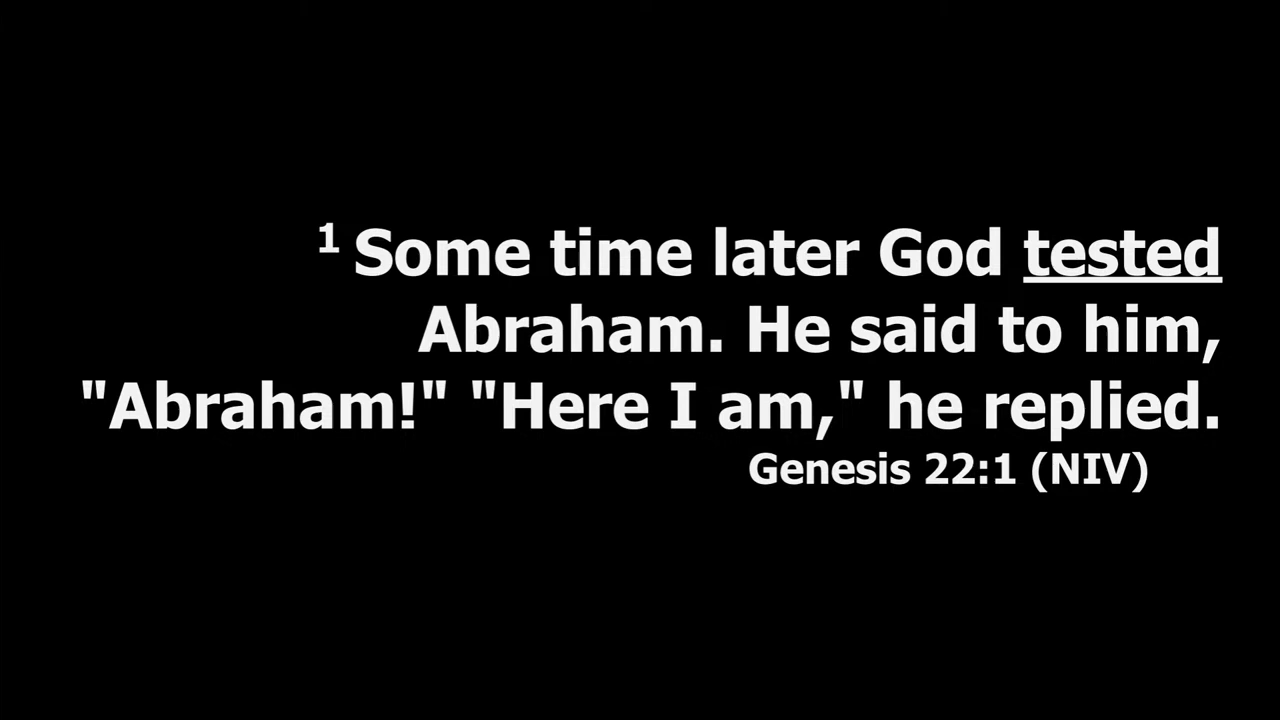 1 Some time later God tested
Abraham. He said to him,
"Abraham!" "Here I am," he replied.
Genesis 22:1 (NIV)